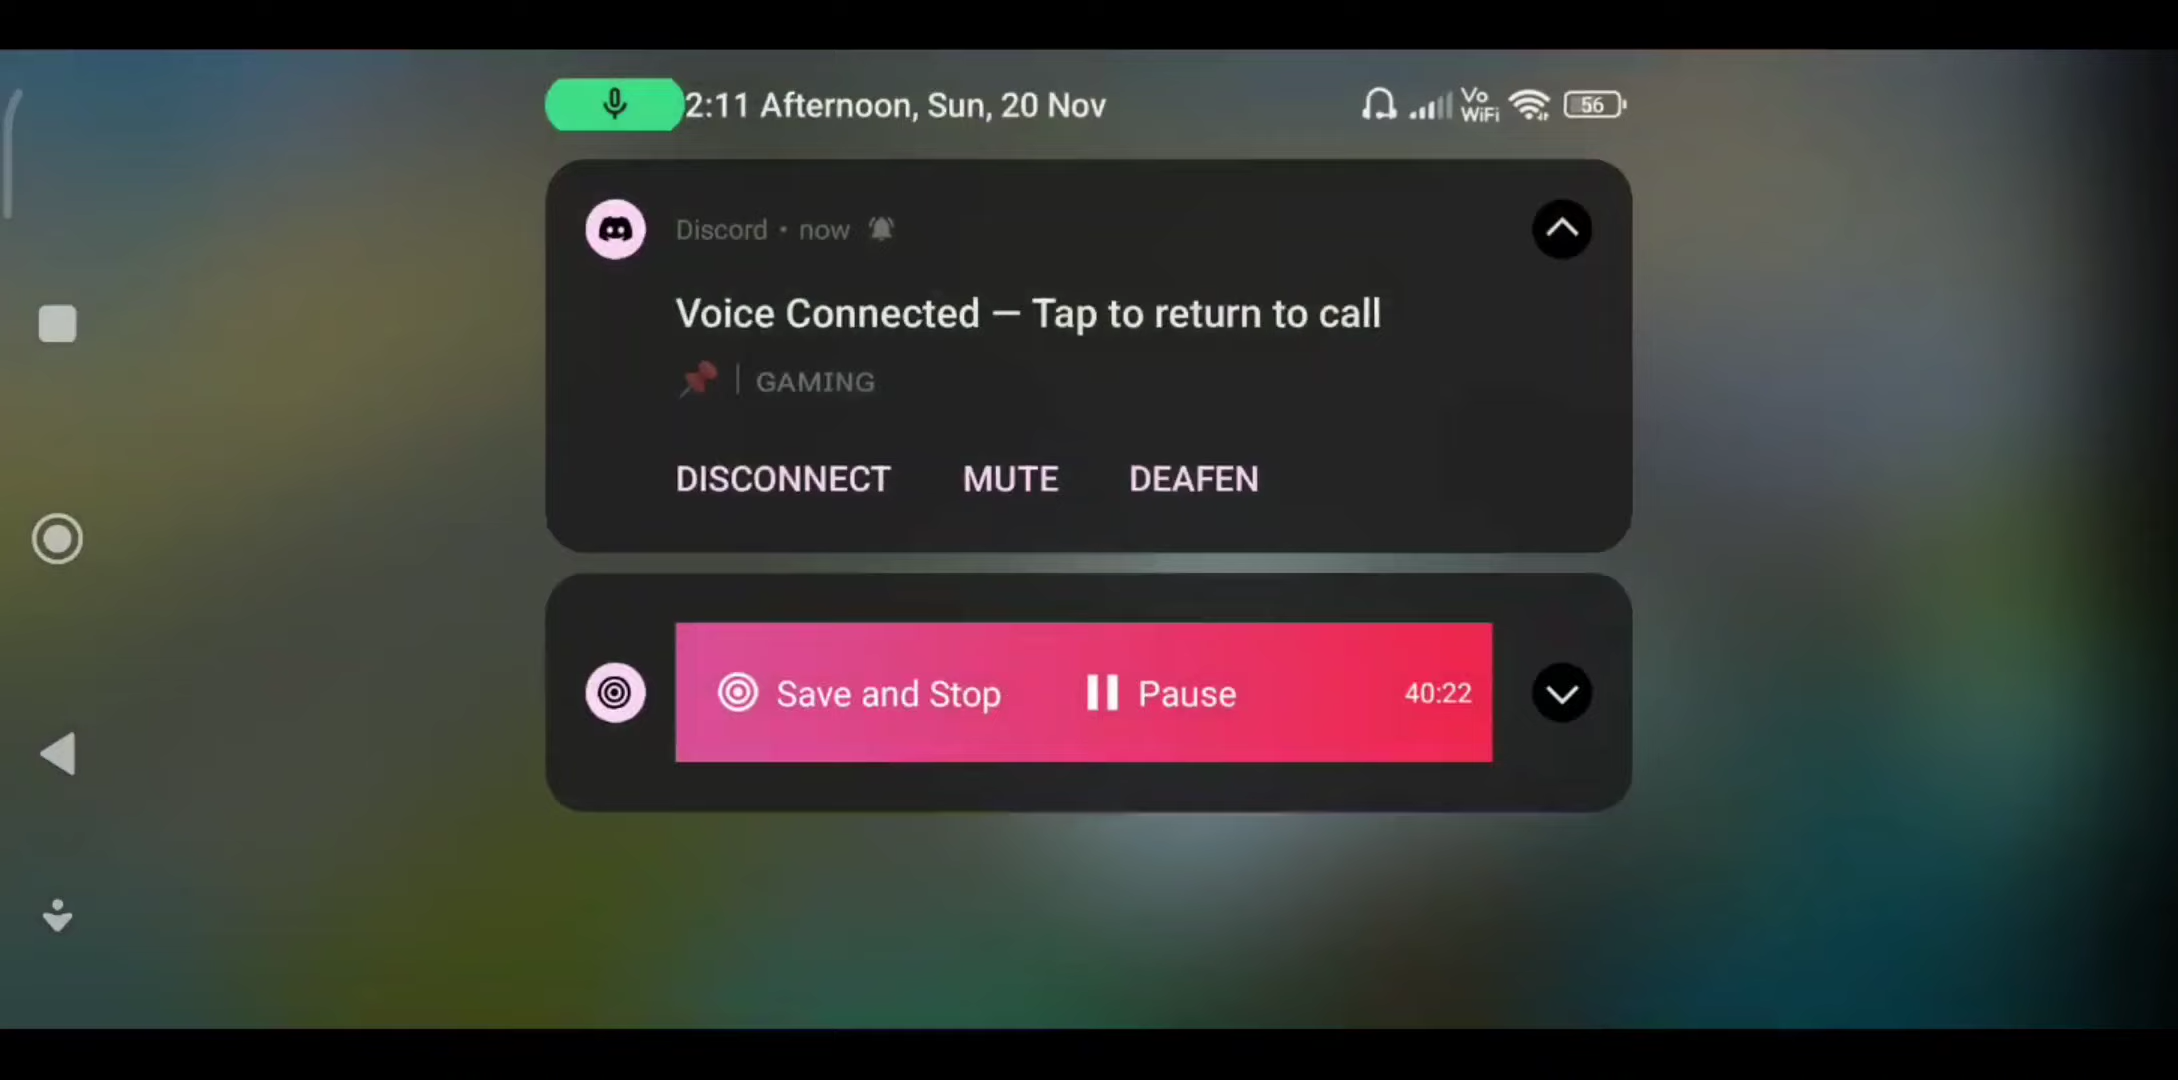 2:11 Afternoon, Sun, 20 Nov Vo WiFi 56
Discord • now
Voice Connected — Tap to return to call
📌 | GAMING
DISCONNECT MUTE DEAFEN
Save and Stop Pause 40:22